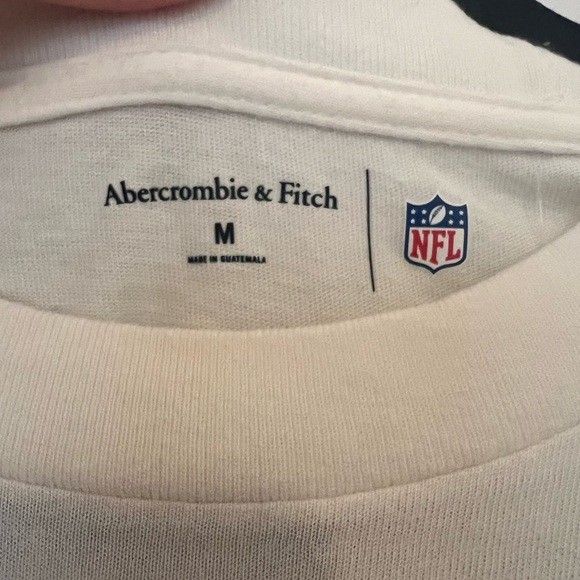 Abercrombie & Fitch
M
MADE IN GUATEMALA
NFL